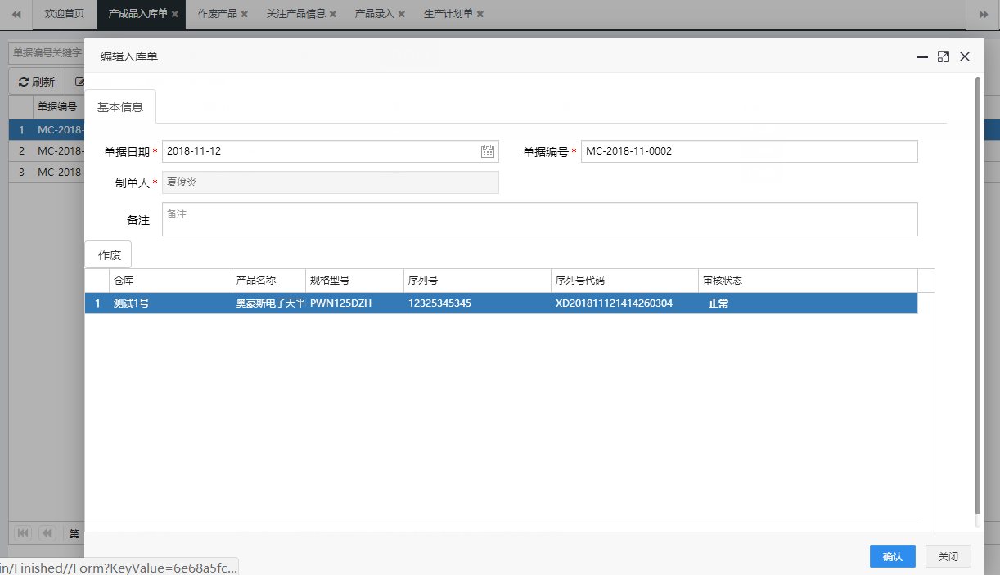 欢迎首页 产成品入库单 作废产品 关注产品信息 产品录入 生产计划单
单据编号关键字
编辑入库单
刷新
基本信息
单据编号
1 MC-2018-
2 MC-2018-
3 MC-2018-
单据日期* 2018-11-12 单据编号* MC-2018-11-0002
制单人* 夏俊炎
备注 备注
作废
仓库 产品名称 规格型号 序列号 序列号代码 审核状态
1 测试1号 奥豪斯电子天平 PWN125DZH 12325345345 XD201811121414260304 正常
第
确认 关闭
in/Finished//Form?KeyValue=6e68a5fc...